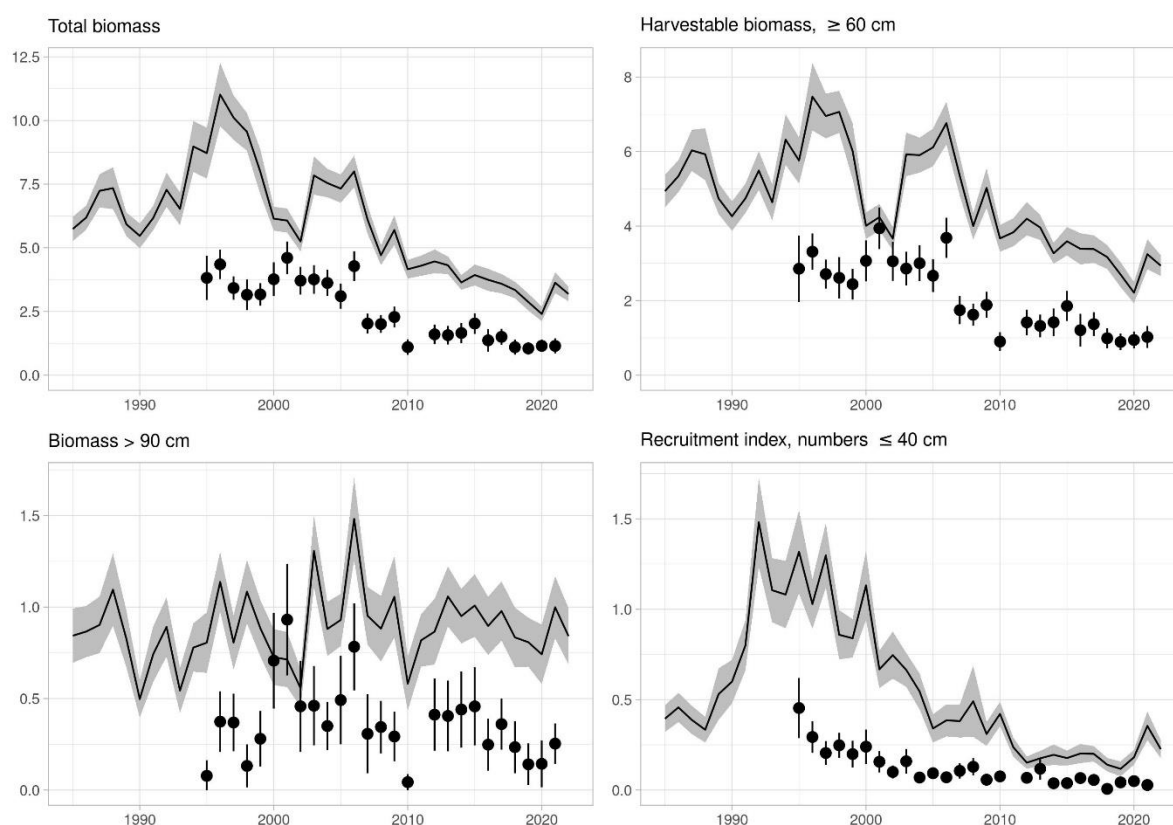 Total biomass
12.5
10.0
7.5
5.0
2.5
0.0
1990 2000 2010 2020
Harvestable biomass, ≥ 60 cm
8
6
4
2
0
1990 2000 2010 2020
Biomass > 90 cm
1.5
1.0
0.5
0.0
1990 2000 2010 2020
Recruitment index, numbers ≤ 40 cm
1.5
1.0
0.5
0.0
1990 2000 2010 2020